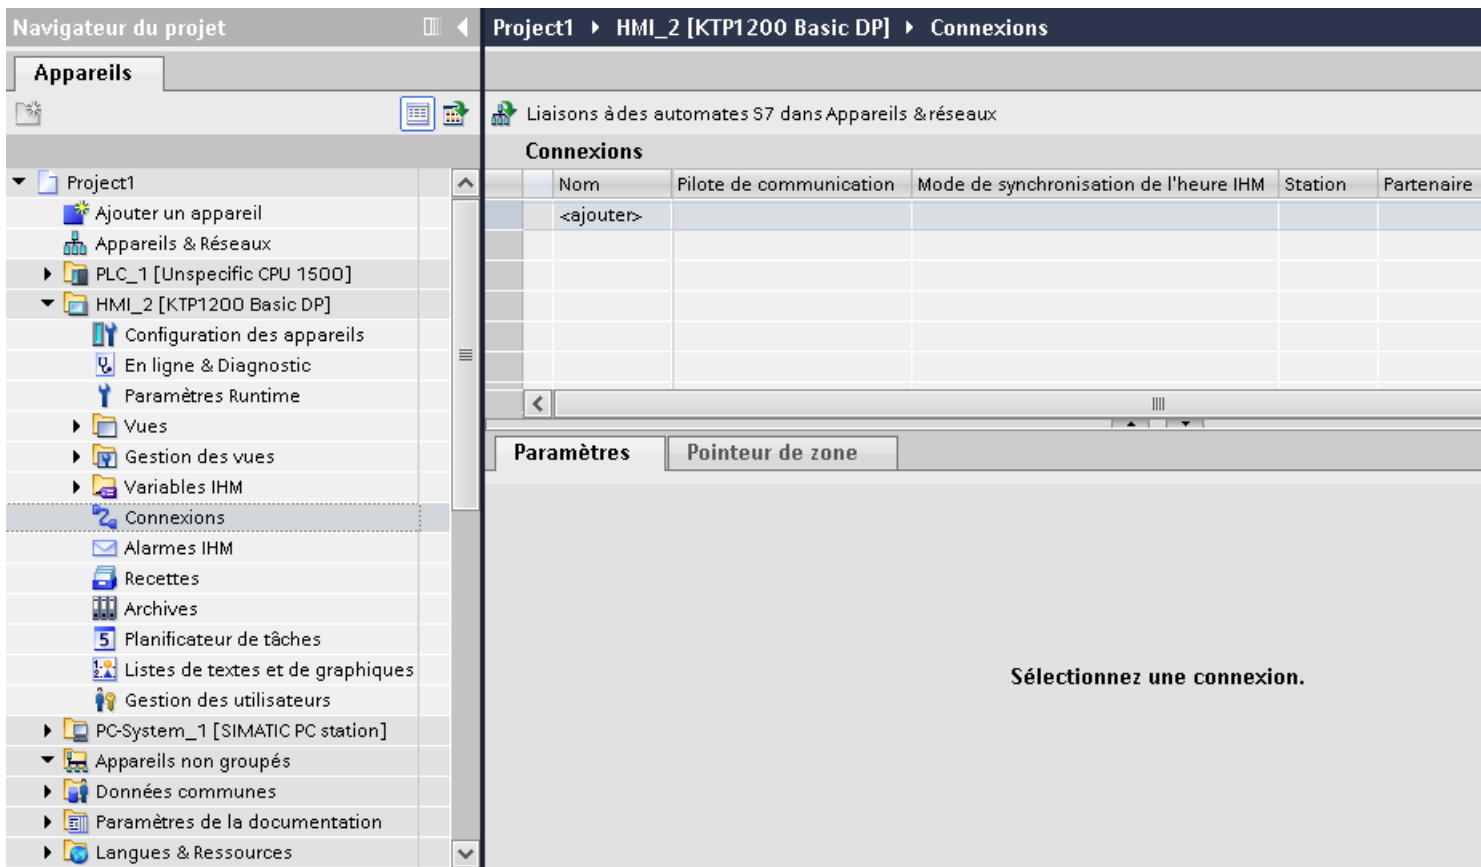 Navigateur du projet
Project1 HMI_2 [KTP1200 Basic DP] Connexions
Appareils
Liaisons à des automates S7 dans Appareils & réseaux
Connexions
Nom Pilote de communication Mode de synchronisation de l'heure IHM Station Partenaire
<ajouter>
Project1
Ajouter un appareil
Appareils & Réseaux
PLC_1 [Unspecific CPU 1500]
HMI_2 [KTP1200 Basic DP]
Configuration des appareils
En ligne & Diagnostic
Paramètres Runtime
Vues
Gestion des vues
Variables IHM
Connexions
Alarmes IHM
Recettes
Archives
Planificateur de tâches
Listes de textes et de graphiques
Gestion des utilisateurs
PC-System_1 [SIMATIC PC station]
Appareils non groupés
Données communes
Paramètres de la documentation
Langues & Ressources
Paramètres Pointeur de zone
Sélectionnez une connexion.